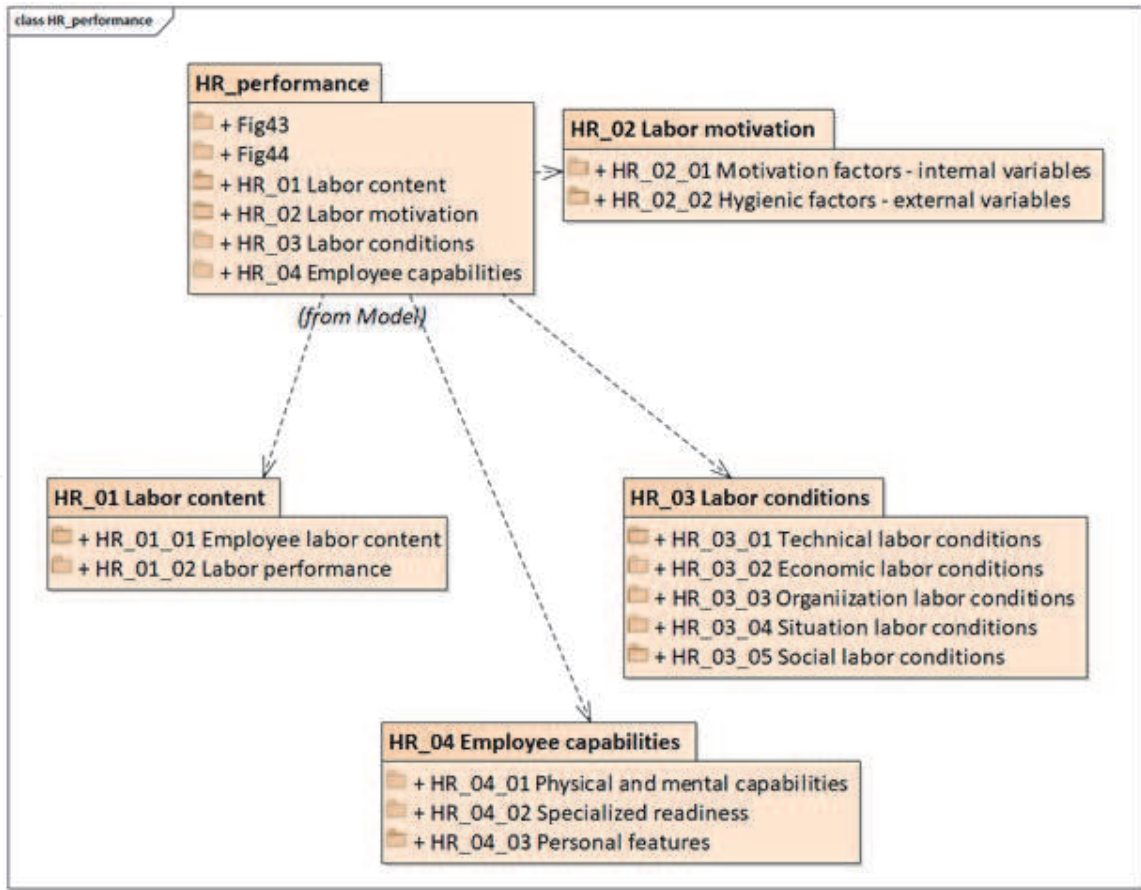 class HR_performance
HR_performance
+ Fig43
+ Fig44
+ HR_01 Labor content
+ HR_02 Labor motivation
+ HR_03 Labor conditions
+ HR_04 Employee capabilities
(from Model)
HR_02 Labor motivation
+ HR_02_01 Motivation factors - internal variables
+ HR_02_02 Hygienic factors - external variables
HR_01 Labor content
+ HR_01_01 Employee labor content
+ HR_01_02 Labor performance
HR_03 Labor conditions
+ HR_03_01 Technical labor conditions
+ HR_03_02 Economic labor conditions
+ HR_03_03 Organiization labor conditions
+ HR_03_04 Situation labor conditions
+ HR_03_05 Social labor conditions
HR_04 Employee capabilities
+ HR_04_01 Physical and mental capabilities
+ HR_04_02 Specialized readiness
+ HR_04_03 Personal features